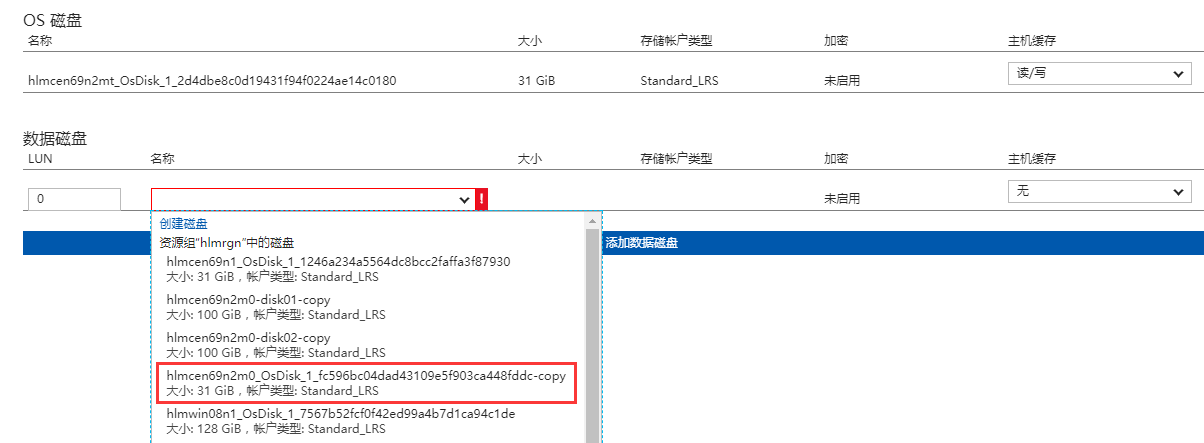 OS 磁盘
名称 大小 存储帐户类型 加密 主机缓存
hlmcen69n2mt_OsDisk_1_2d4dbe8c0d19431f94f0224ae14c0180 31 GiB Standard_LRS 未启用 读/写
数据磁盘
LUN 名称 大小 存储帐户类型 加密 主机缓存
0 ! 未启用 无
创建磁盘
资源组"hlmrgn"中的磁盘 添加数据磁盘
hlmcen69n1_OsDisk_1_1246a234a5564dc8bcc2faffa3f87930
大小: 31 GiB，帐户类型: Standard_LRS
hlmcen69n2m0-disk01-copy
大小: 100 GiB，帐户类型: Standard_LRS
hlmcen69n2m0-disk02-copy
大小: 100 GiB，帐户类型: Standard_LRS
hlmcen69n2m0_OsDisk_1_fc596bc04dad43109e5f903ca448fddc-copy
大小: 31 GiB，帐户类型: Standard_LRS
hlmwin08n1_OsDisk_1_7567b52fcf0f42ed99a4b7d1ca94c1de
大小: 128 GiB，帐户类型: Standard_LRS